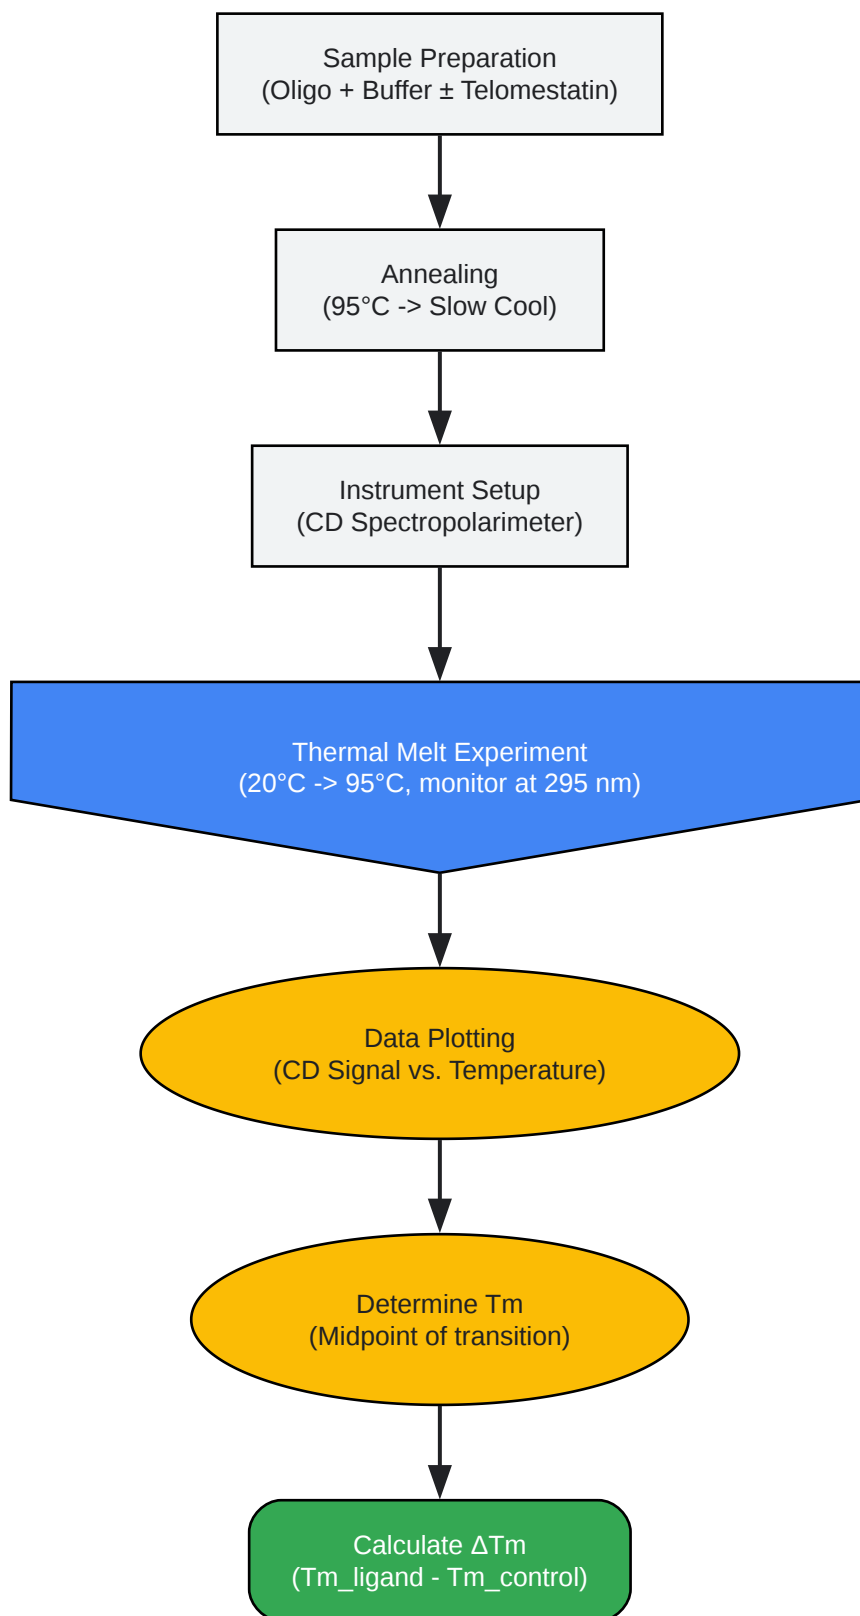 Sample Preparation
(Oligo + Buffer ± Telomestatin)
Annealing
(95°C -> Slow Cool)
Instrument Setup
(CD Spectropolarimeter)
Thermal Melt Experiment
(20°C -> 95°C, monitor at 295 nm)
Data Plotting
(CD Signal vs. Temperature)
Determine Tm
(Midpoint of transition)
Calculate ΔTm
(Tm_ligand - Tm_control)